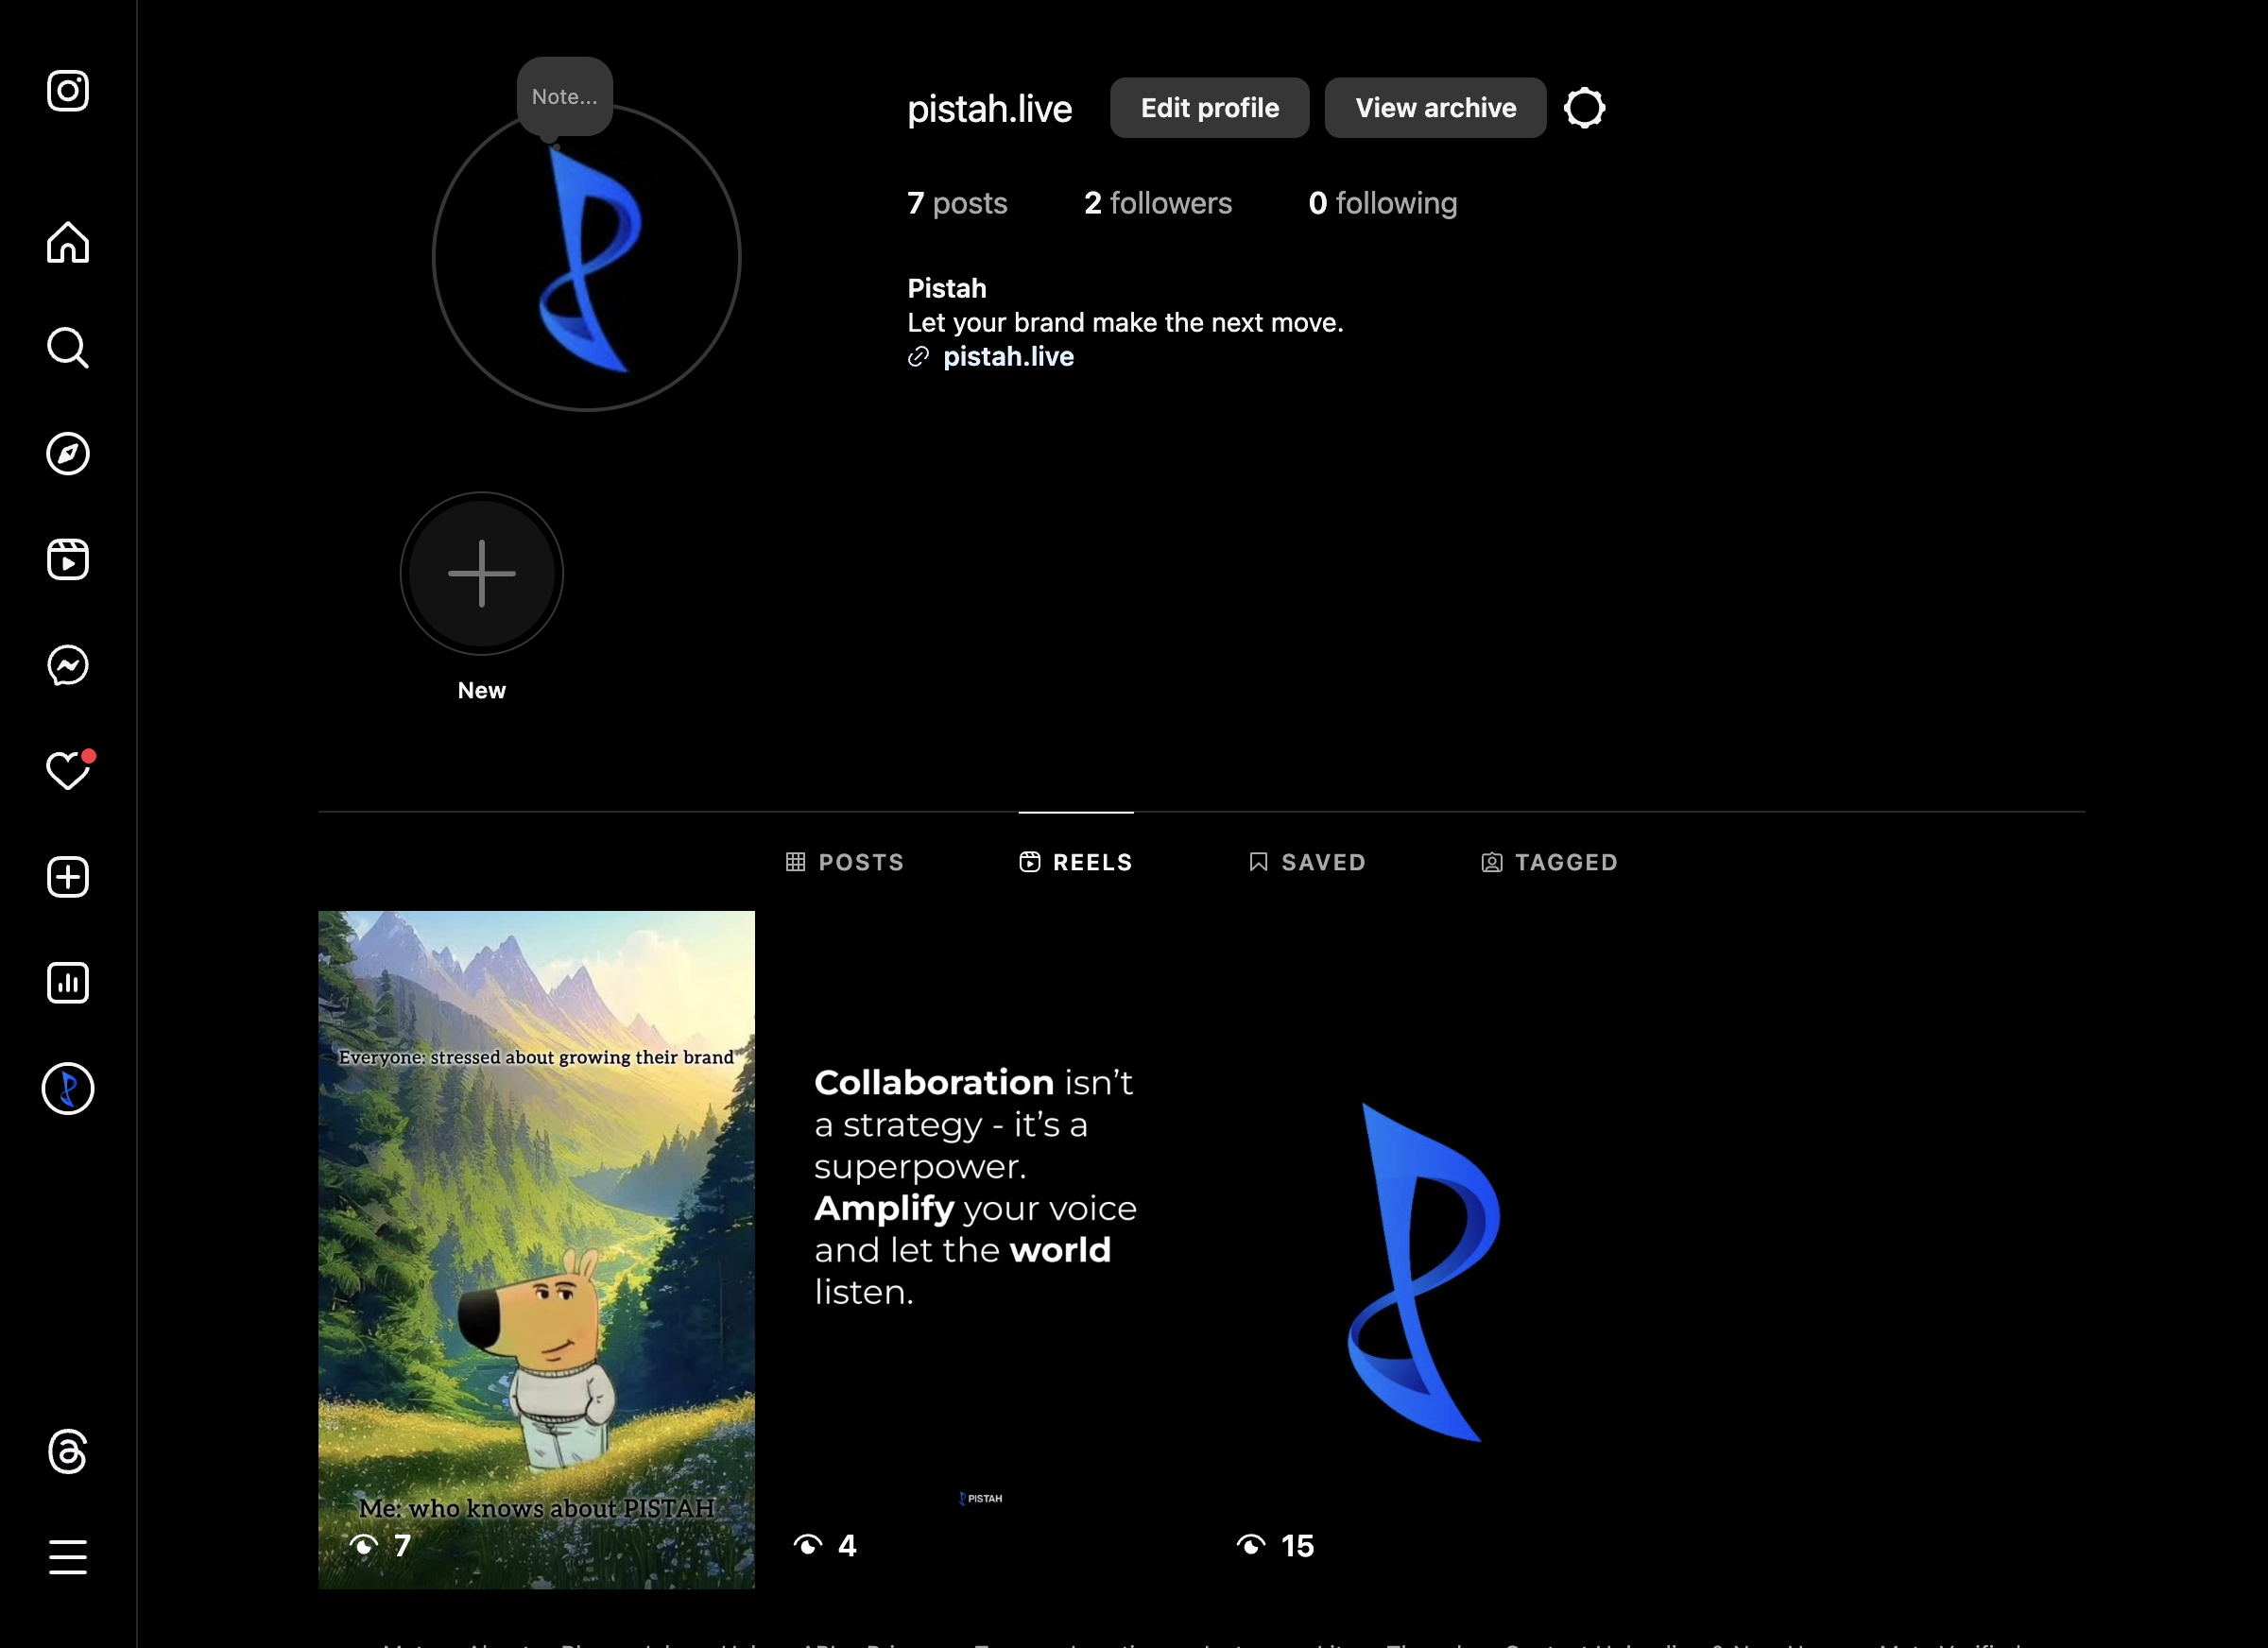 Note...
pistah.live
Edit profile
View archive
7 posts
2 followers
0 following
Pistah
Let your brand make the next move.
pistah.live
New
POSTS
REELS
SAVED
TAGGED
Everyone: stressed about growing their brand
Me: who knows about PISTAH
7
Collaboration isn’t
a strategy - it’s a
superpower.
Amplify your voice
and let the world
listen.
PISTAH
4
15